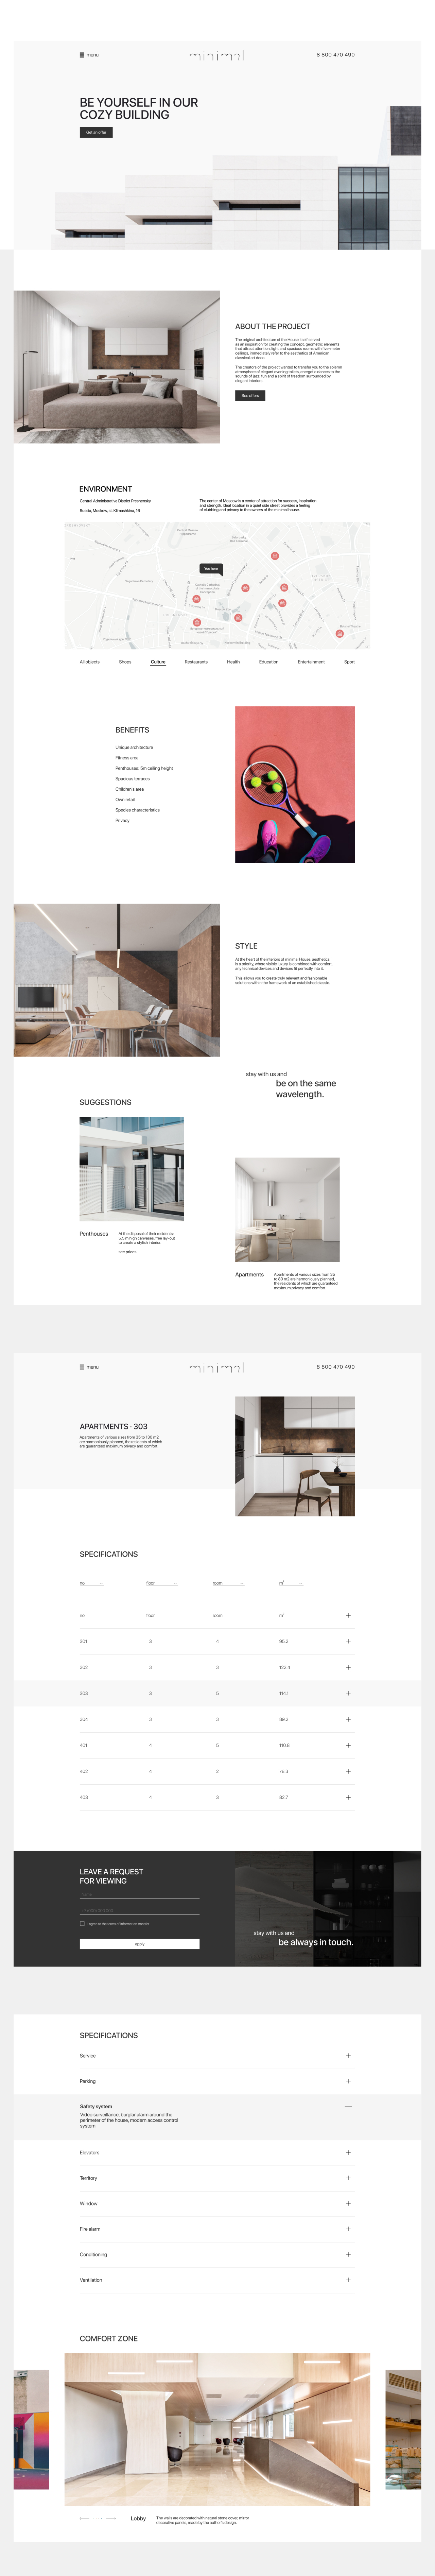 menu
minimal
8 800 470 490
BE YOURSELF IN OUR
COZY BUILDING
Get an offer
ABOUT THE PROJECT
The original architecture of the House itself served
as an inspiration for creating the concept: geometric elements
that attract attention, light and spacious rooms with five-meter
ceilings, immediately refer to the aesthetics of American
classical art deco.
The creators of the project wanted to transfer you to the solemn
atmosphere of elegant evening toilets, energetic dances to the
sounds of jazz, fun and a spirit of freedom surrounded by
elegant interiors.
See offers
ENVIRONMENT
Central Administrative District Presnensky
Russia, Moscow, st. Klimashkina, 19
The center of Moscow is a center of attraction for success, inspiration
and strength. Ideal location in a quiet side street provides a feeling
of clubbing and privacy to the owners of the minimal house.
You here
All objects
Shops
Culture
Restaurants
Health
Education
Entertainment
Sport
BENEFITS
Unique architecture
Fitness area
Penthouses. 5m ceiling height
Spacious terraces
Children's area
Own retail
Species characteristics
Privacy
STYLE
At the heart of the interiors of minimal House, aesthetics
is a priority, where visible luxury is combined with comfort,
any technical devices and devices fit perfectly into it.
This allows you to create truly relevant and fashionable
solutions within the framework of an established classic.
stay with us and
be on the same
wavelength.
SUGGESTIONS
Penthouses
At the disposal of their residents-
5.5 m high canvases, free lay-out
to create a stylish interior.
see prices
Apartments
Apartments of various sizes from 35
to 60 m2 are harmoniously planned,
the residents of which are guaranteed
maximum privacy and comfort.
menu
minimal
8 800 470 490
APARTMENTS · 303
Apartments of various sizes from 35 to 130 m2
are harmoniously planned, the residents of which
are guaranteed maximum privacy and comfort.
SPECIFICATIONS
no. floor room m²
no. floor room m²
301 3 4 95.2
302 3 3 122.4
303 3 5 114.1
304 3 3 89.2
401 4 5 110.8
402 4 2 78.3
403 4 3 82.7
LEAVE A REQUEST
FOR VIEWING
Name
I agree to the terms of information transfer
apply
stay with us and
be always in touch.
SPECIFICATIONS
Service
Parking
Safety system
Video surveillance, burglar alarm around the
perimeter of the house, modern access control
system
Elevators
Territory
Window
Fire alarm
Conditioning
Ventilation
COMFORT ZONE
Lobby
The walls are decorated with natural stone cover, mirror
decorative panels, made by the author's design.